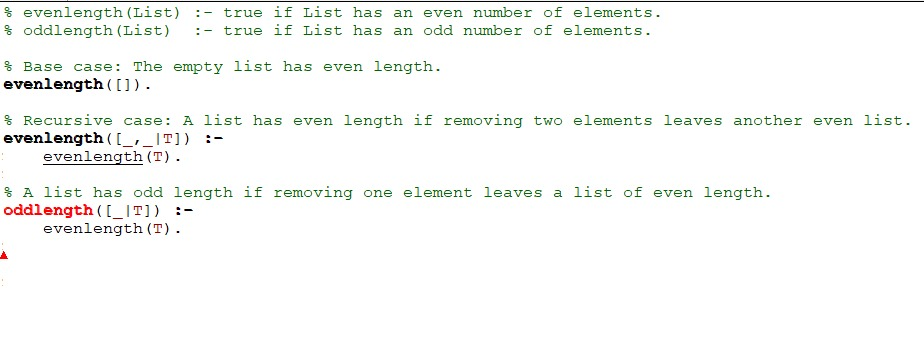 % evenlength(List) :- true if List has an even number of elements.
% oddlength(List)  :- true if List has an odd number of elements.
% Base case: The empty list has even length.
evenlength([]).
% Recursive case: A list has even length if removing two elements leaves another even list.
evenlength([_,_|T]) :-
    evenlength(T).
% A list has odd length if removing one element leaves a list of even length.
oddlength([_|T]) :-
    evenlength(T).